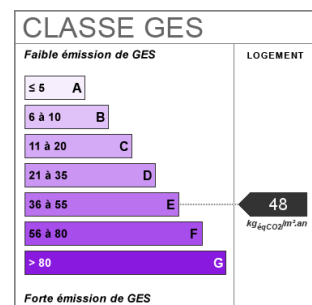 CLASSE GES
Faible émission de GES
LOGEMENT
≤ 5 A
6 à 10 B
11 à 20 C
21 à 35 D
36 à 55 E
48
kgéqCO2/m².an
56 à 80 F
> 80 G
Forte émission de GES